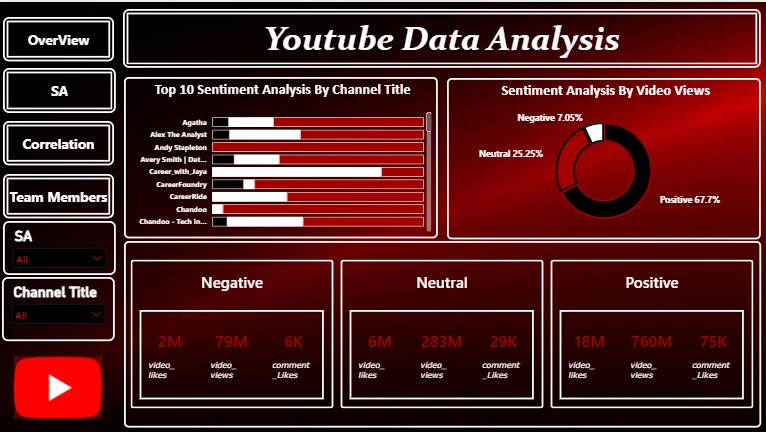 Youtube Data Analysis
OverView
SA
Correlation
Team Members
SA
All
Channel Title
All
Top 10 Sentiment Analysis By Channel Title
Agatha
Alex The Analyst
Andy Stapleton
Avery Smith | Dat...
Career_with_Jaya
CareerFoundry
CareerRide
Chandoo
Chandoo - Tech In...
Sentiment Analysis By Video Views
Negative 7.05%
Neutral 25.25%
Positive 67.7%
Negative
2M 79M 6K
video_ video_ comment
likes views _Likes
Neutral
6M 283M 29K
video_ video_ comment
likes views _Likes
Positive
18M 760M 75K
video_ video_ comment
likes views _Likes